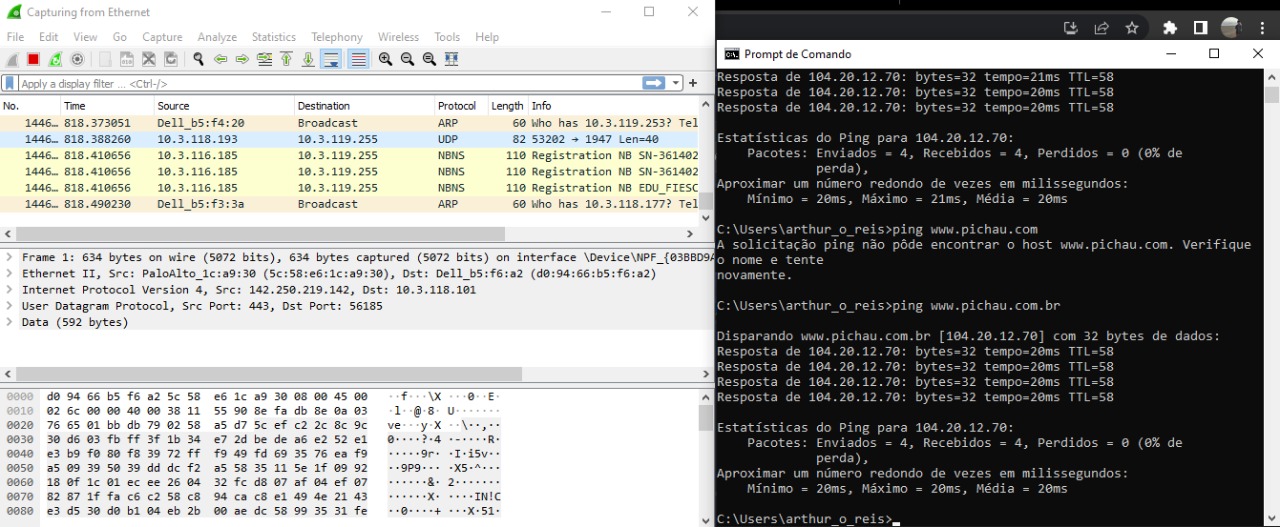 Capturing from Ethernet
File Edit View Go Capture Analyze Statistics Telephony Wireless Tools Help
Apply a display filter ... <Ctrl-/>
No. Time Source Destination Protocol Length Info
1446… 818.373051 Dell_b5:f4:20 Broadcast ARP 60 Who has 10.3.119.253? Tel
1446… 818.388260 10.3.118.193 10.3.119.255 UDP 82 53202 → 1947 Len=40
1446… 818.410656 10.3.116.185 10.3.119.255 NBNS 110 Registration NB SN-361402
1446… 818.410656 10.3.116.185 10.3.119.255 NBNS 110 Registration NB SN-361402
1446… 818.410656 10.3.116.185 10.3.119.255 NBNS 110 Registration NB EDU_FIESC
1446… 818.490230 Dell_b5:f3:3a Broadcast ARP 60 Who has 10.3.118.177? Tel
Frame 1: 634 bytes on wire (5072 bits), 634 bytes captured (5072 bits) on interface \Device\NPF_{03BBD9A
Ethernet II, Src: PaloAlto_1c:a9:30 (5c:58:e6:1c:a9:30), Dst: Dell_b5:f6:a2 (d0:94:66:b5:f6:a2)
Internet Protocol Version 4, Src: 142.250.219.142, Dst: 10.3.118.101
User Datagram Protocol, Src Port: 443, Dst Port: 56185
Data (592 bytes)
0000 d0 94 66 b5 f6 a2 5c 58 e6 1c a9 30 08 00 45 00 ··f···\X ···0··E·
0010 02 6c 00 00 40 00 38 11 55 90 8e fa db 8e 0a 03 ·l··@·8· U·······
0020 76 65 01 bb db 79 02 58 a5 d7 5c ef c2 2c 8c 9c ve···y·X ··\··,··
0030 30 d6 03 fb ff 3f 1b 34 e7 2d be de a6 e2 52 e1 0····?·4 ·-····R·
0040 e3 b9 f0 80 f8 39 72 ff f9 49 fd 69 35 76 ea f9 ·····9r· ·I·i5v··
0050 a5 09 39 50 39 dd dc f2 a5 58 35 11 5e 1f 09 92 ··9P9··· ·X5·^···
0060 18 0f 1c 01 ec ee 26 04 32 fc d8 07 af 04 ef 07 ······&· 2·······
0070 82 87 1f fa c6 c2 58 c8 94 ca c8 e1 49 4e 21 43 ······X· ····IN!C
0080 e3 d5 30 d0 b1 04 eb 2b 00 ae dc 58 99 35 31 fe ··0····+ ···X·51·
Prompt de Comando
Resposta de 104.20.12.70: bytes=32 tempo=21ms TTL=58
Resposta de 104.20.12.70: bytes=32 tempo=20ms TTL=58
Resposta de 104.20.12.70: bytes=32 tempo=20ms TTL=58
Estatísticas do Ping para 104.20.12.70:
Pacotes: Enviados = 4, Recebidos = 4, Perdidos = 0 (0% de
perda),
Aproximar um número redondo de vezes em milissegundos:
Mínimo = 20ms, Máximo = 21ms, Média = 20ms
C:\Users\arthur_o_reis>ping www.pichau.com
A solicitação ping não pôde encontrar o host www.pichau.com. Verifique
o nome e tente
novamente.
C:\Users\arthur_o_reis>ping www.pichau.com.br
Disparando www.pichau.com.br [104.20.12.70] com 32 bytes de dados:
Resposta de 104.20.12.70: bytes=32 tempo=20ms TTL=58
Resposta de 104.20.12.70: bytes=32 tempo=20ms TTL=58
Resposta de 104.20.12.70: bytes=32 tempo=20ms TTL=58
Resposta de 104.20.12.70: bytes=32 tempo=20ms TTL=58
Estatísticas do Ping para 104.20.12.70:
Pacotes: Enviados = 4, Recebidos = 4, Perdidos = 0 (0% de
perda),
Aproximar um número redondo de vezes em milissegundos:
Mínimo = 20ms, Máximo = 20ms, Média = 20ms
C:\Users\arthur_o_reis>